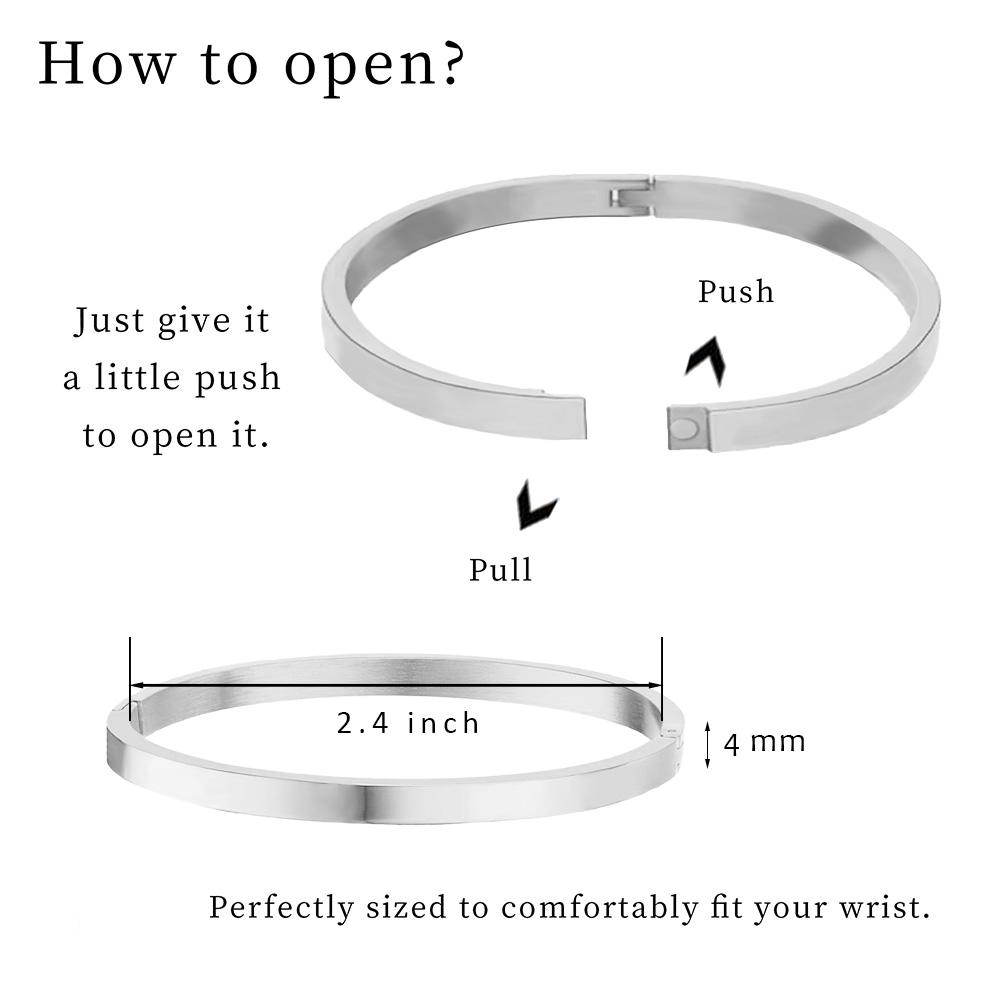 How to open?
Push
Just give it
a little push
to open it.
Pull
2.4 inch
4 mm
Perfectly sized to comfortably fit your wrist.